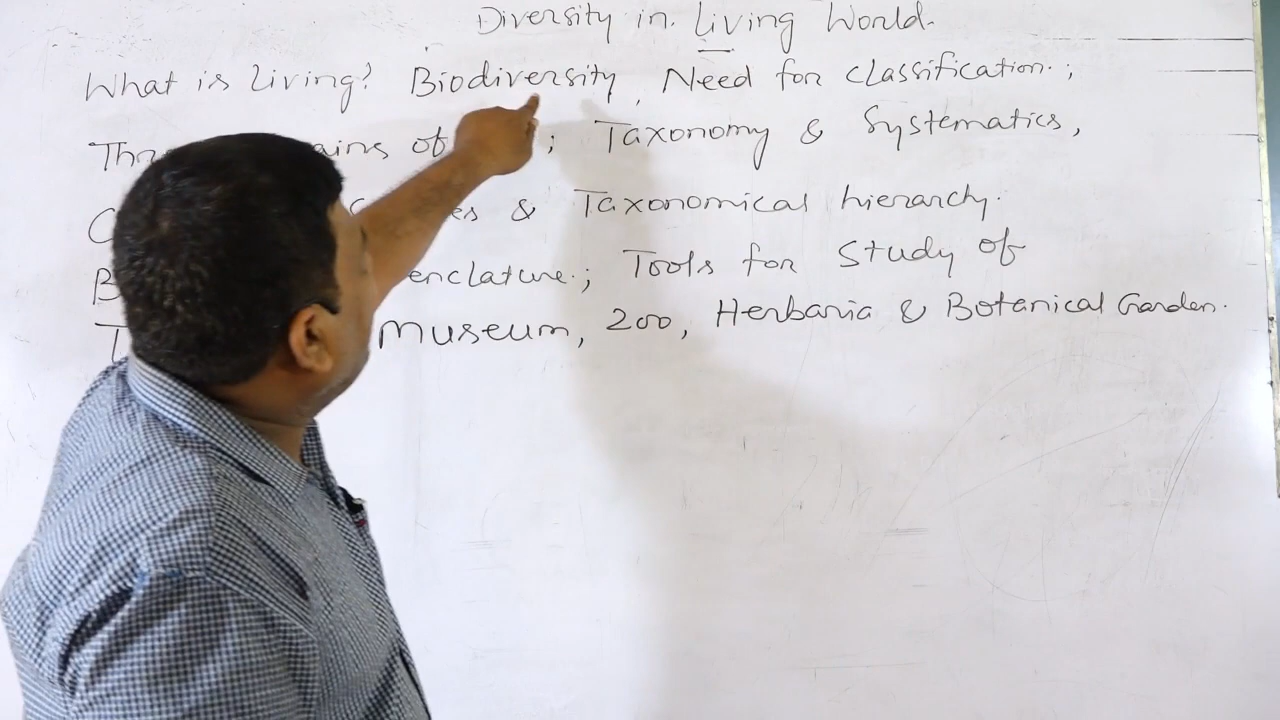 Diversity in Living World.
What is Living? Biodiversity, Need for classification;
of ; Taxonomy & Systematics,
& Taxonomical hierarchy.
Tools for Study of
Museum, Zoo, Herbaria & Botanical Garden.